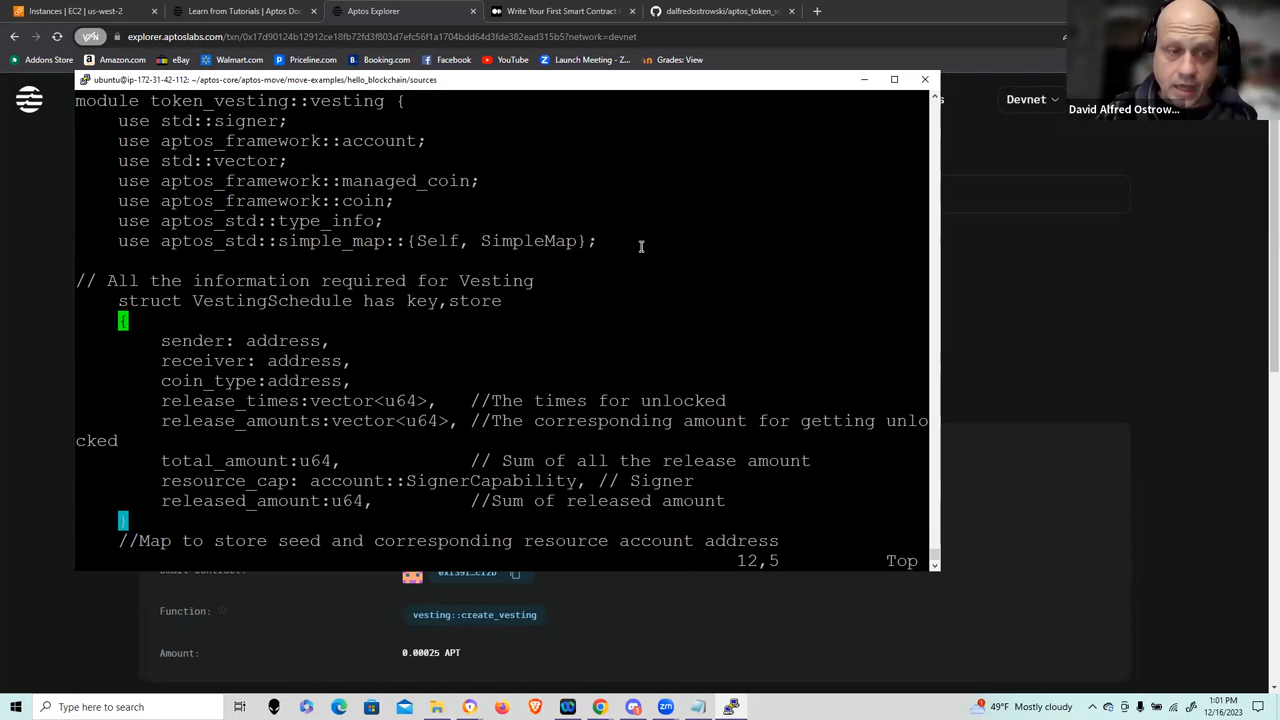 Instances | EC2 | us-west-2
Learn from Tutorials | Aptos Doc
Aptos Explorer
Write Your First Smart Contract
dalfredostrowski/aptos_token_v
VPN
explorer.aptoslabs.com/txn/0x17d90124b12912ce18fb72fd3f803d7efc56f1a1704bdd64d3fde382ead315b5?network=devnet
Addons Store
Amazon.com
Walmart.com
Priceline.com
Booking.com
Facebook
YouTube
Launch Meeting - Z...
Grades: View
ubuntu@ip-172-31-42-112: ~/aptos-core/aptos-move/move-examples/hello_blockchain/sources
Devnet
David Alfred Ostrow...
module token_vesting::vesting {
use std::signer;
use aptos_framework::account;
use std::vector;
use aptos_framework::managed_coin;
use aptos_framework::coin;
use aptos_std::type_info;
use aptos_std::simple_map::{Self, SimpleMap};
// All the information required for Vesting
struct VestingSchedule has key,store
{
sender: address,
receiver: address,
coin_type:address,
release_times:vector<u64>, //The times for unlocked
release_amounts:vector<u64>, //The corresponding amount for getting unlo
cked
total_amount:u64, // Sum of all the release amount
resource_cap: account::SignerCapability, // Signer
released_amount:u64, //Sum of released amount
}
//Map to store seed and corresponding resource account address
12,5 Top
Function:
vesting::create_vesting
Amount:
0.00025 APT
Type here to search
49°F Mostly cloudy
1:01 PM
12/16/2023